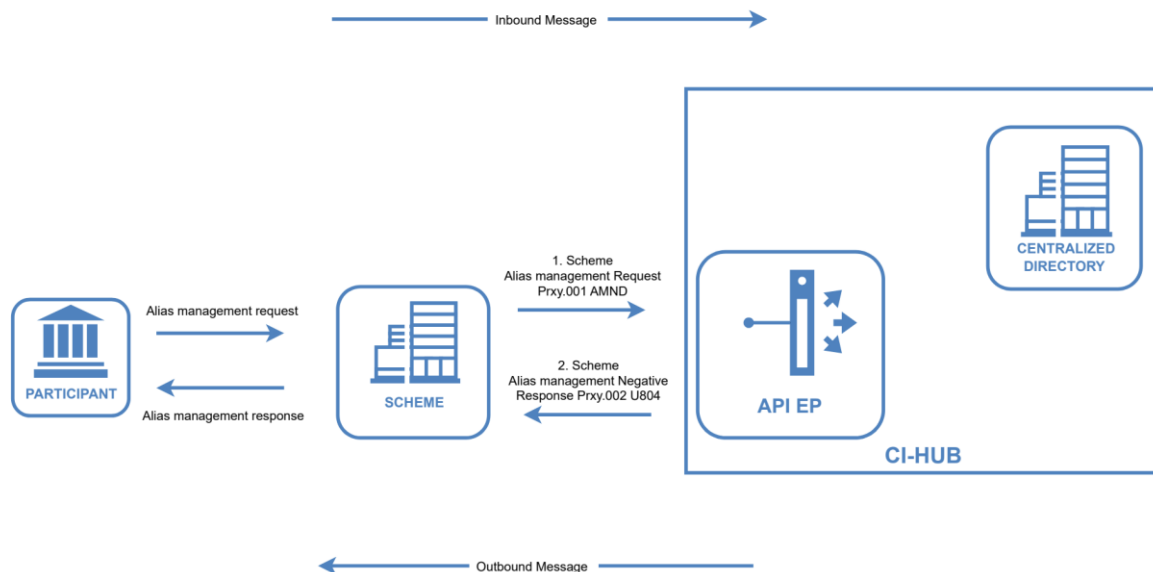 Inbound Message
CENTRALIZED
DIRECTORY
1. Scheme
Alias management Request
Prxy.001 AMND
Alias management request
PARTICIPANT
SCHEME
2. Scheme
Alias management Negative
Response Prxy.002 U804
API EP
Alias management response
CI-HUB
Outbound Message